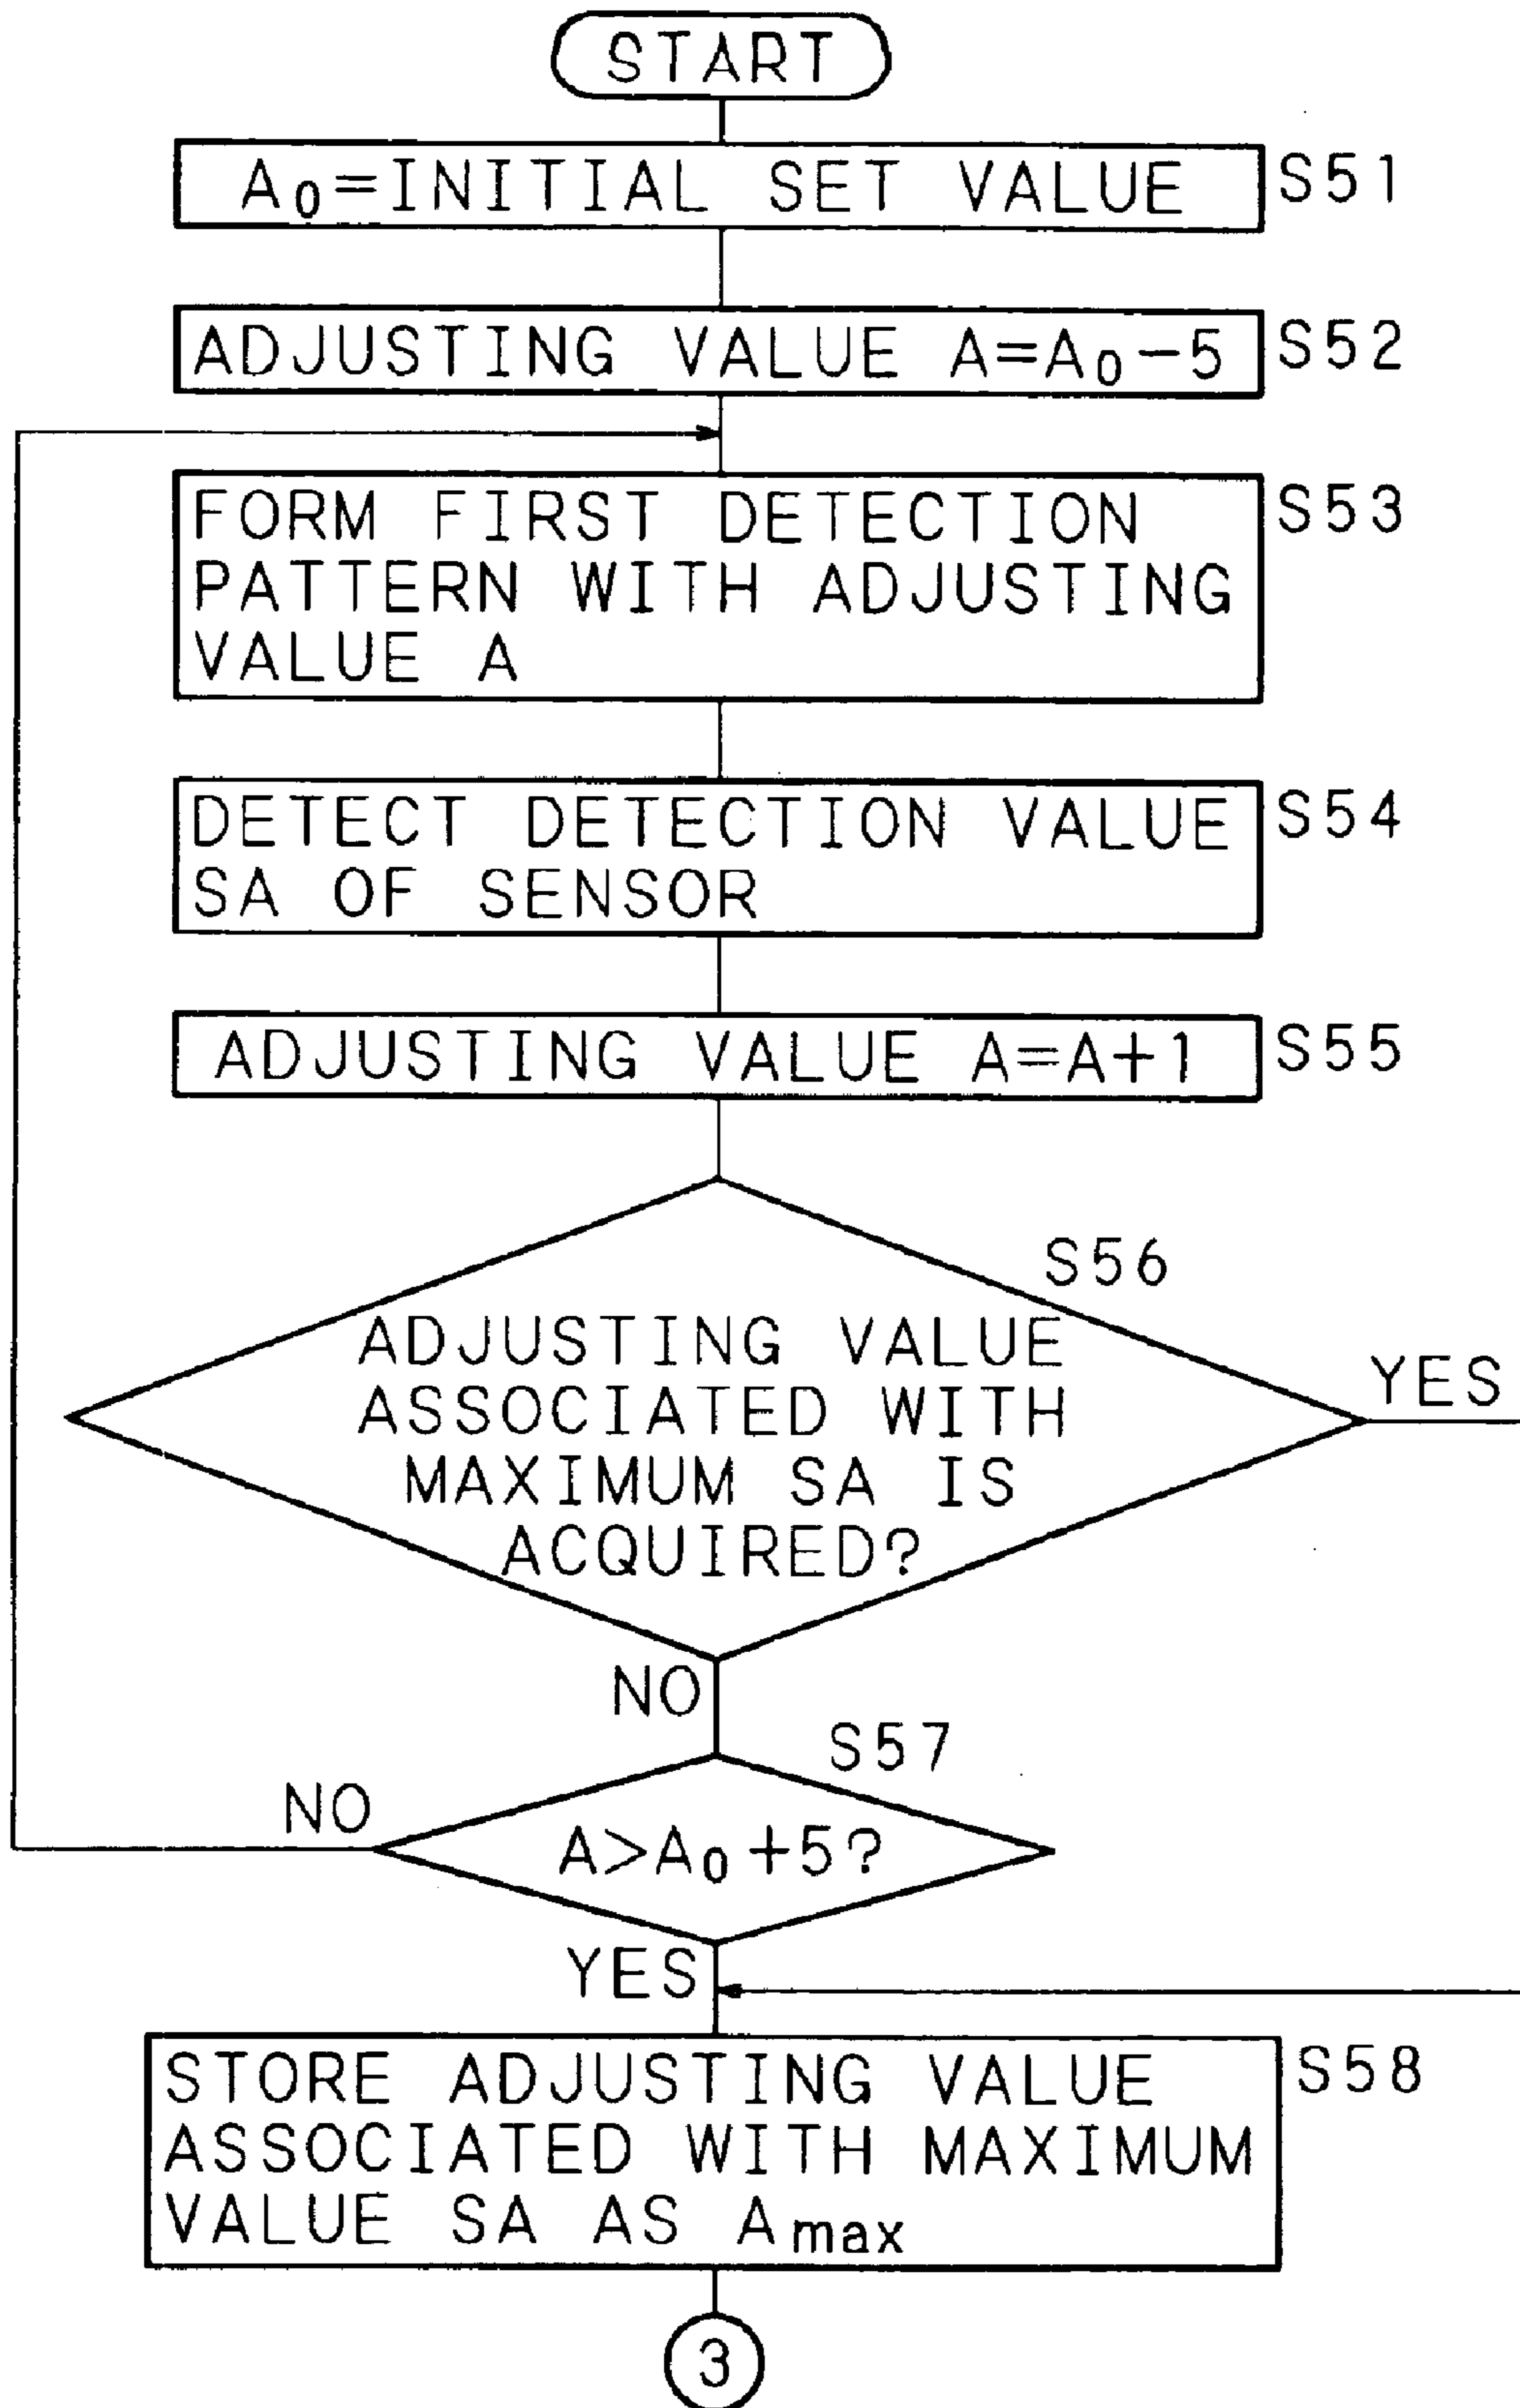 START
A₀=INITIAL SET VALUE S51
ADJUSTING VALUE A=A₀-5 S52
FORM FIRST DETECTION S53
PATTERN WITH ADJUSTING
VALUE A
DETECT DETECTION VALUE S54
SA OF SENSOR
ADJUSTING VALUE A=A+1 S55
S56
ADJUSTING VALUE
ASSOCIATED WITH
MAXIMUM SA IS
ACQUIRED?
YES
NO
S57
NO
A>A₀+5?
YES
STORE ADJUSTING VALUE S58
ASSOCIATED WITH MAXIMUM
VALUE SA AS Amax
3